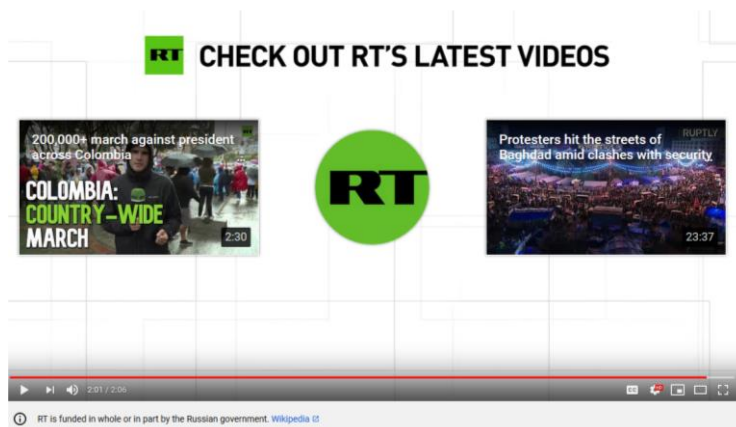 RT CHECK OUT RT'S LATEST VIDEOS
200,000+ march against president
across Colombia
COLOMBIA:
COUNTRY-WIDE
MARCH
2:30
RT
RUPTLY
Protesters hit the streets of
Baghdad amid clashes with security
23:37
2:01 / 2:06
CC
RT is funded in whole or in part by the Russian government. Wikipedia